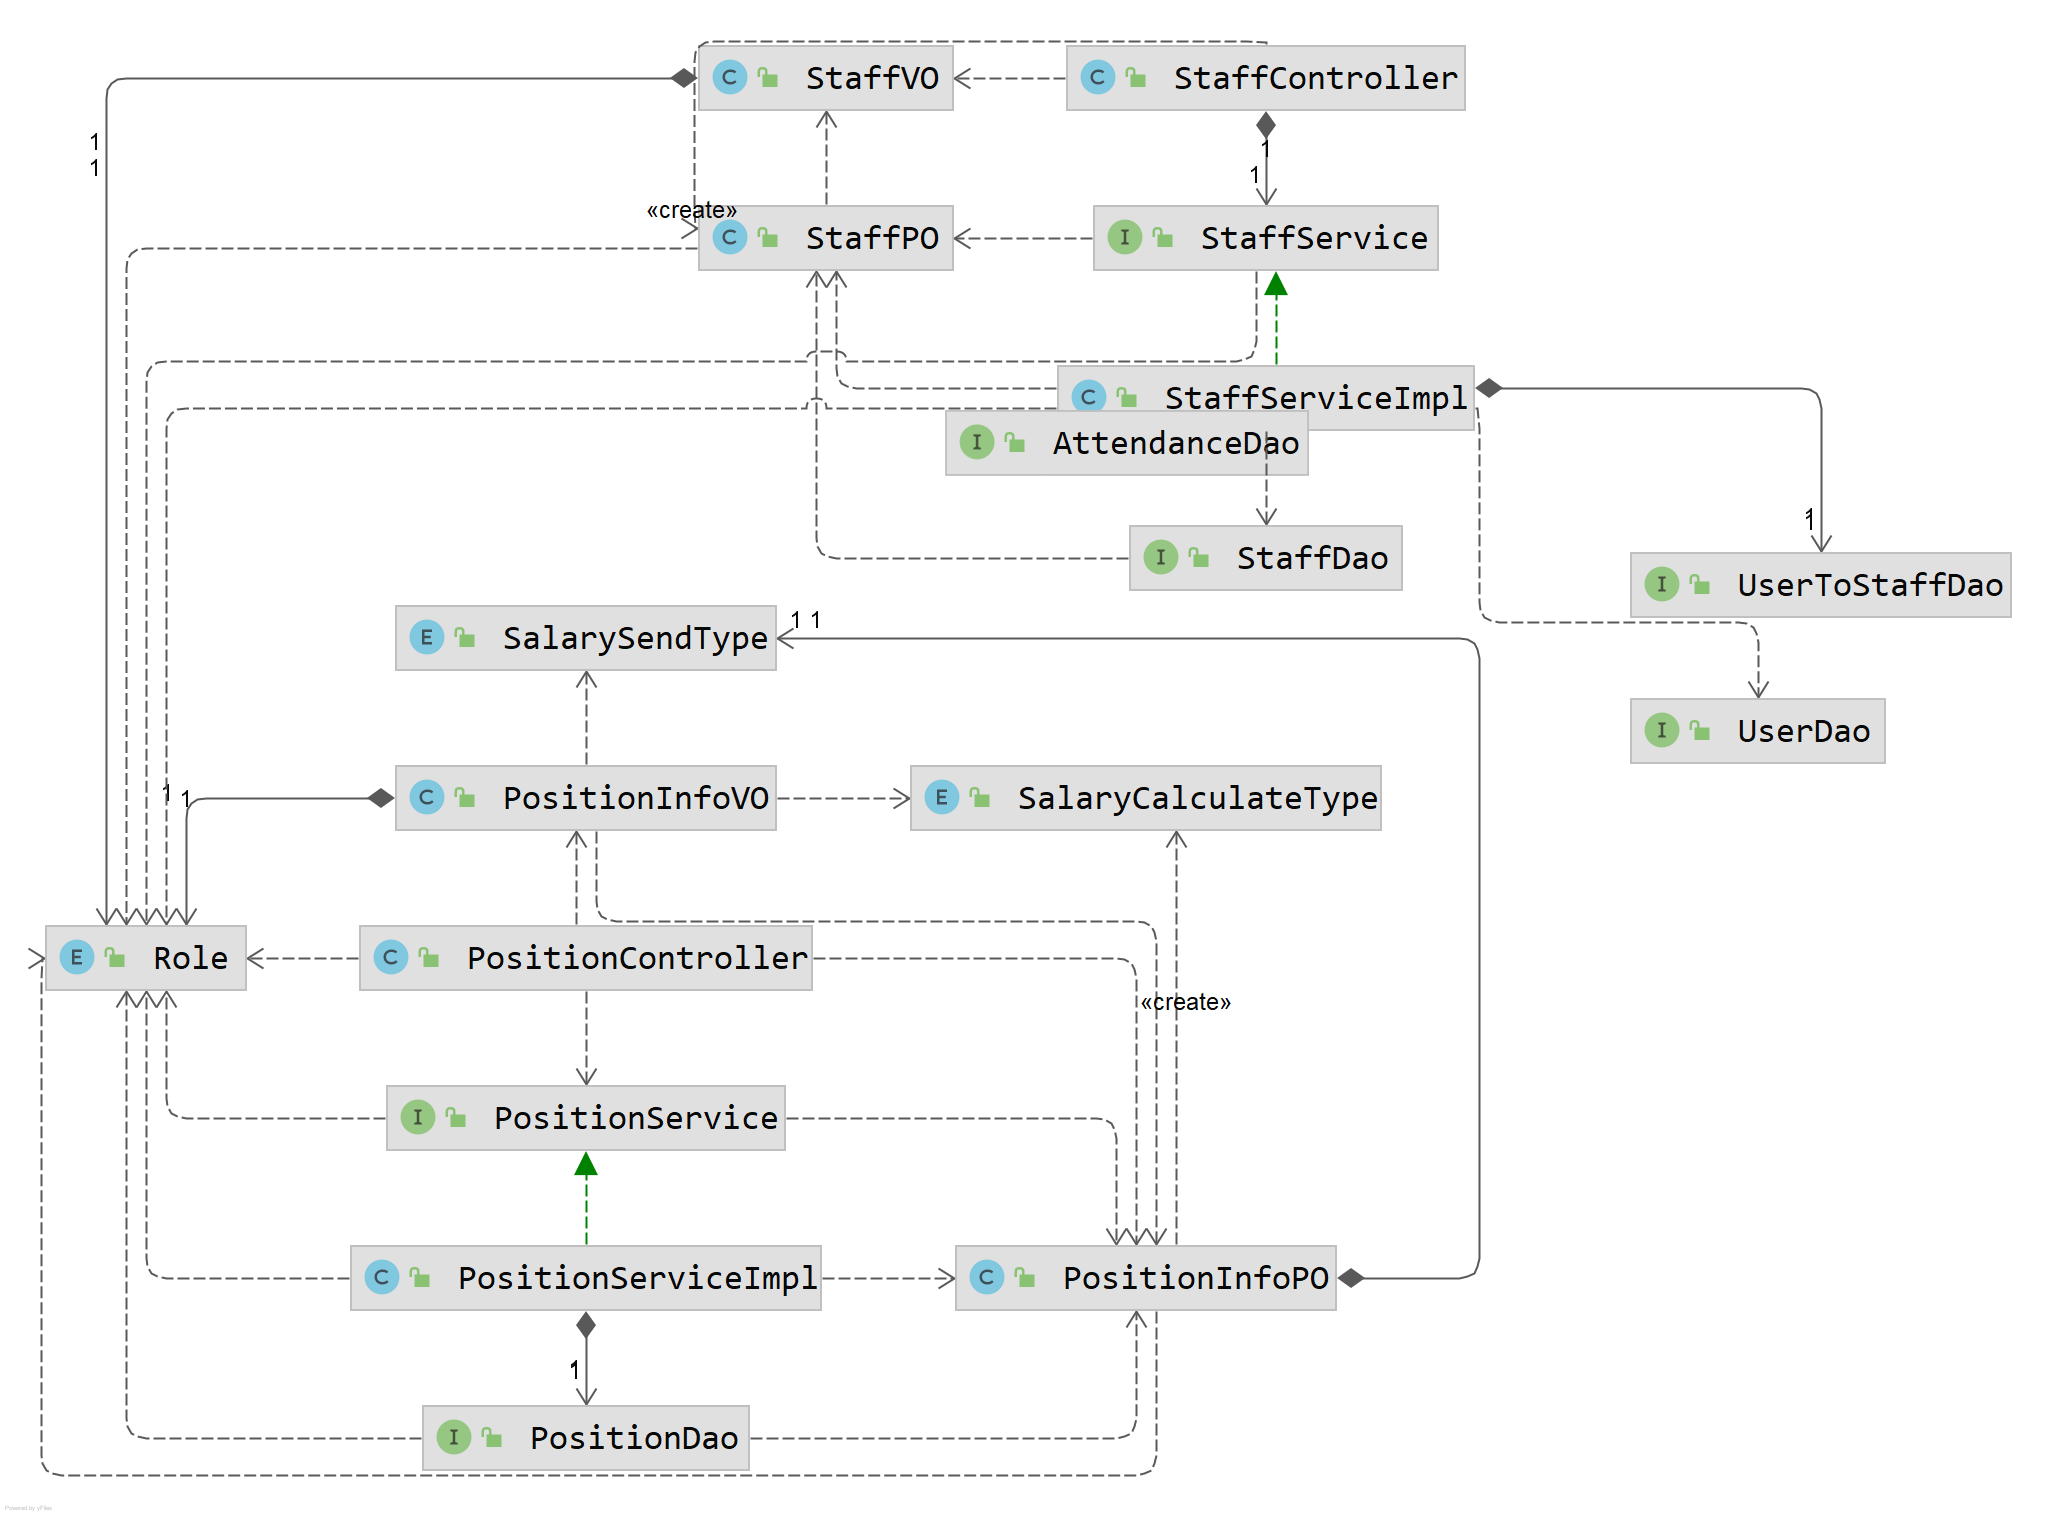 C StaffVO
C StaffController
1
1
1
1
«create»
C StaffPO
I StaffService
C StaffServiceImpl
I AttendanceDao
1
I StaffDao
I UserToStaffDao
1 1
E SalarySendType
I UserDao
1 1
C PositionInfoVO
E SalaryCalculateType
E Role
C PositionController
«create»
I PositionService
C PositionServiceImpl
C PositionInfoPO
1
I PositionDao
Powered by yFiles